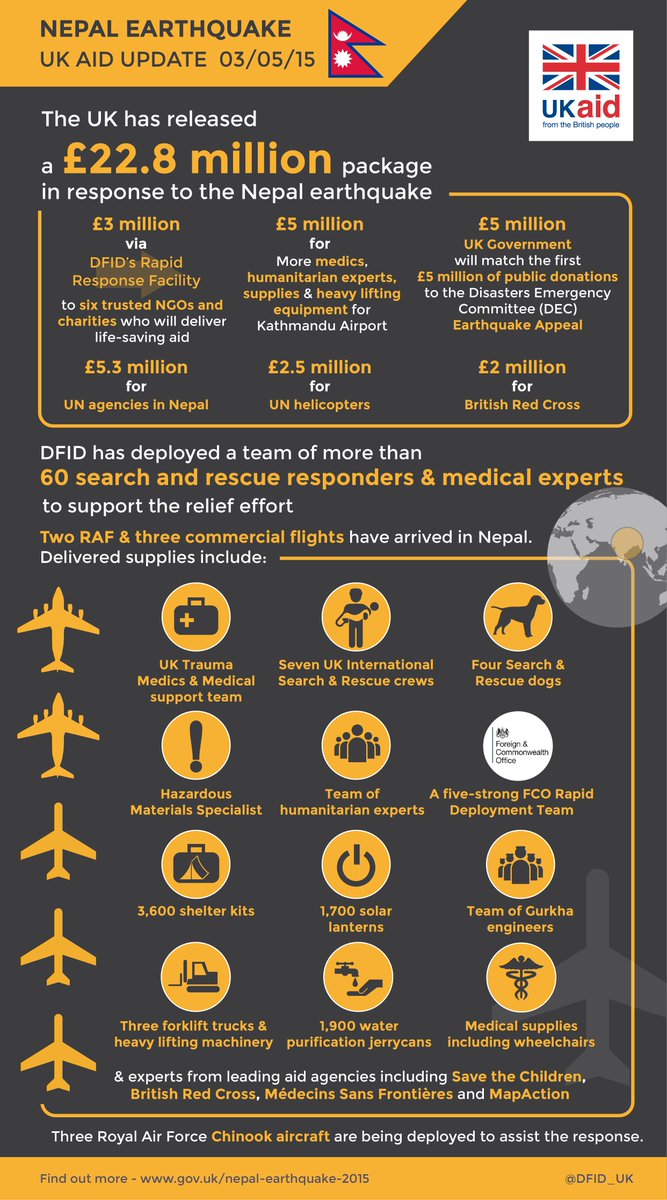 NEPAL EARTHQUAKE
UK AID UPDATE 03/05/15
UKaid
from the British people
The UK has released
a £22.8 million package
in response to the Nepal earthquake
£3 million
via
DFID's Rapid
Response Facility
to six trusted NGOs and
charities who will deliver
life-saving aid
£5 million
for
More medics,
humanitarian experts,
supplies & heavy lifting
equipment for
Kathmandu Airport
£5 million
UK Government
will match the first
£5 million of public donations
to the Disasters Emergency
Committee (DEC)
Earthquake Appeal
£5.3 million
for
UN agencies in Nepal
£2.5 million
for
UN helicopters
£2 million
for
British Red Cross
DFID has deployed a team of more than
60 search and rescue responders & medical experts
to support the relief effort
Two RAF & three commercial flights have arrived in Nepal.
Delivered supplies include:
UK Trauma
Medics & Medical
support team
Seven UK International
Search & Rescue crews
Four Search &
Rescue dogs
Hazardous
Materials Specialist
Team of
humanitarian experts
Foreign &
Commonwealth
Office
A five-strong FCO Rapid
Deployment Team
3,600 shelter kits
1,700 solar
lanterns
Team of Gurkha
engineers
Three forklift trucks &
heavy lifting machinery
1,900 water
purification jerrycans
Medical supplies
including wheelchairs
& experts from leading aid agencies including Save the Children,
British Red Cross, Médecins Sans Frontières and MapAction
Three Royal Air Force Chinook aircraft are being deployed to assist the response.
Find out more - www.gov.uk/nepal-earthquake-2015
@DFID_UK